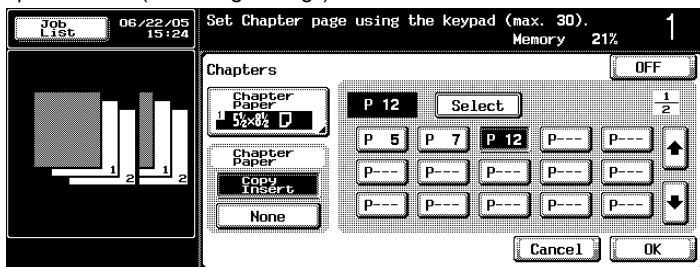 Job
List
06/22/05
15:24
Set Chapter page using the keypad (max. 30).
Memory 21%
1
Chapters
OFF
Chapter
Paper
1 5½×8½
P 12
Select
1
2
P 5 P 7 P 12 P--- P---
Chapter
Paper
Copy
Insert
P--- P--- P--- P--- P---
None
P--- P--- P--- P--- P---
1 2 1 2
Cancel
OK